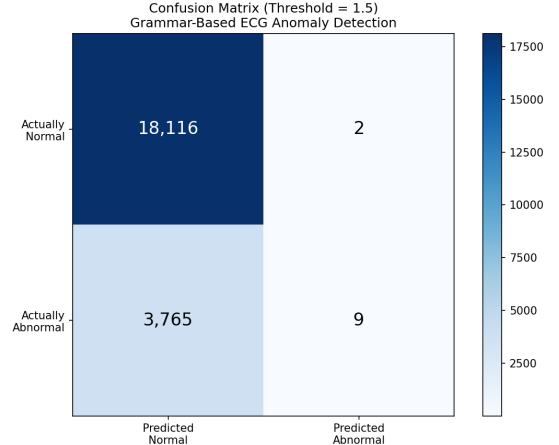 Confusion Matrix (Threshold = 1.5)
Grammar-Based ECG Anomaly Detection
Actually
Normal
18,116
2
Actually
Abnormal
3,765
9
Predicted
Normal
Predicted
Abnormal
17500
15000
12500
10000
7500
5000
2500